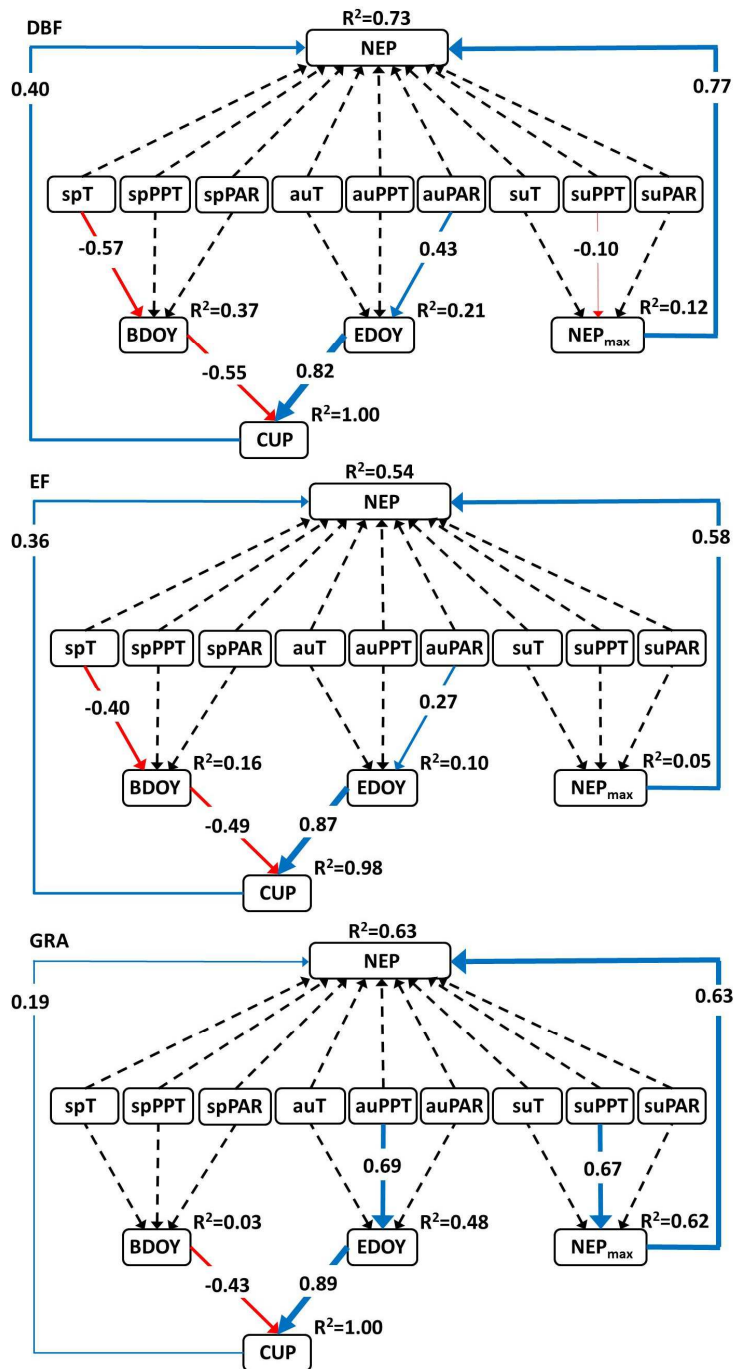 DBF
R²=0.73
NEP
0.40
0.77
spT spPPT spPAR auT auPPT auPAR suT suPPT suPAR
-0.57 0.43 -0.10
BDOY R²=0.37 EDOY R²=0.21 NEPmax R²=0.12
-0.55 0.82
CUP R²=1.00
EF
R²=0.54
NEP
0.36
0.58
spT spPPT spPAR auT auPPT auPAR suT suPPT suPAR
-0.40 0.27
BDOY R²=0.16 EDOY R²=0.10 NEPmax R²=0.05
-0.49 0.87
CUP R²=0.98
GRA
R²=0.63
NEP
0.19
0.63
spT spPPT spPAR auT auPPT auPAR suT suPPT suPAR
0.69 0.67
BDOY R²=0.03 EDOY R²=0.48 NEPmax R²=0.62
-0.43 0.89
CUP R²=1.00